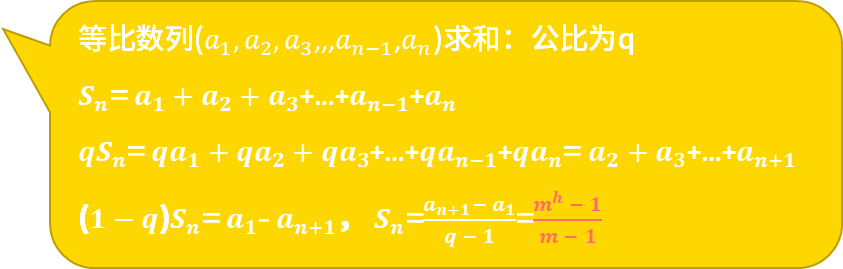 等比数列(a₁, a₂, a₃,,,aₙ₋₁,aₙ)求和：公比为q
Sₙ= a₁ + a₂ + a₃+...+aₙ₋₁+aₙ
qSₙ= qa₁ + qa₂ + qa₃+...+qaₙ₋₁+qaₙ= a₂ + a₃+...+aₙ₊₁
(1 − q)Sₙ= a₁- aₙ₊₁， Sₙ=(aₙ₊₁− a₁)/(q − 1)=(mʰ − 1)/(m − 1)